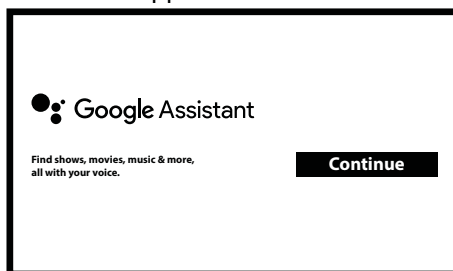 Google Assistant
Find shows, movies, music & more,
all with your voice.
Continue